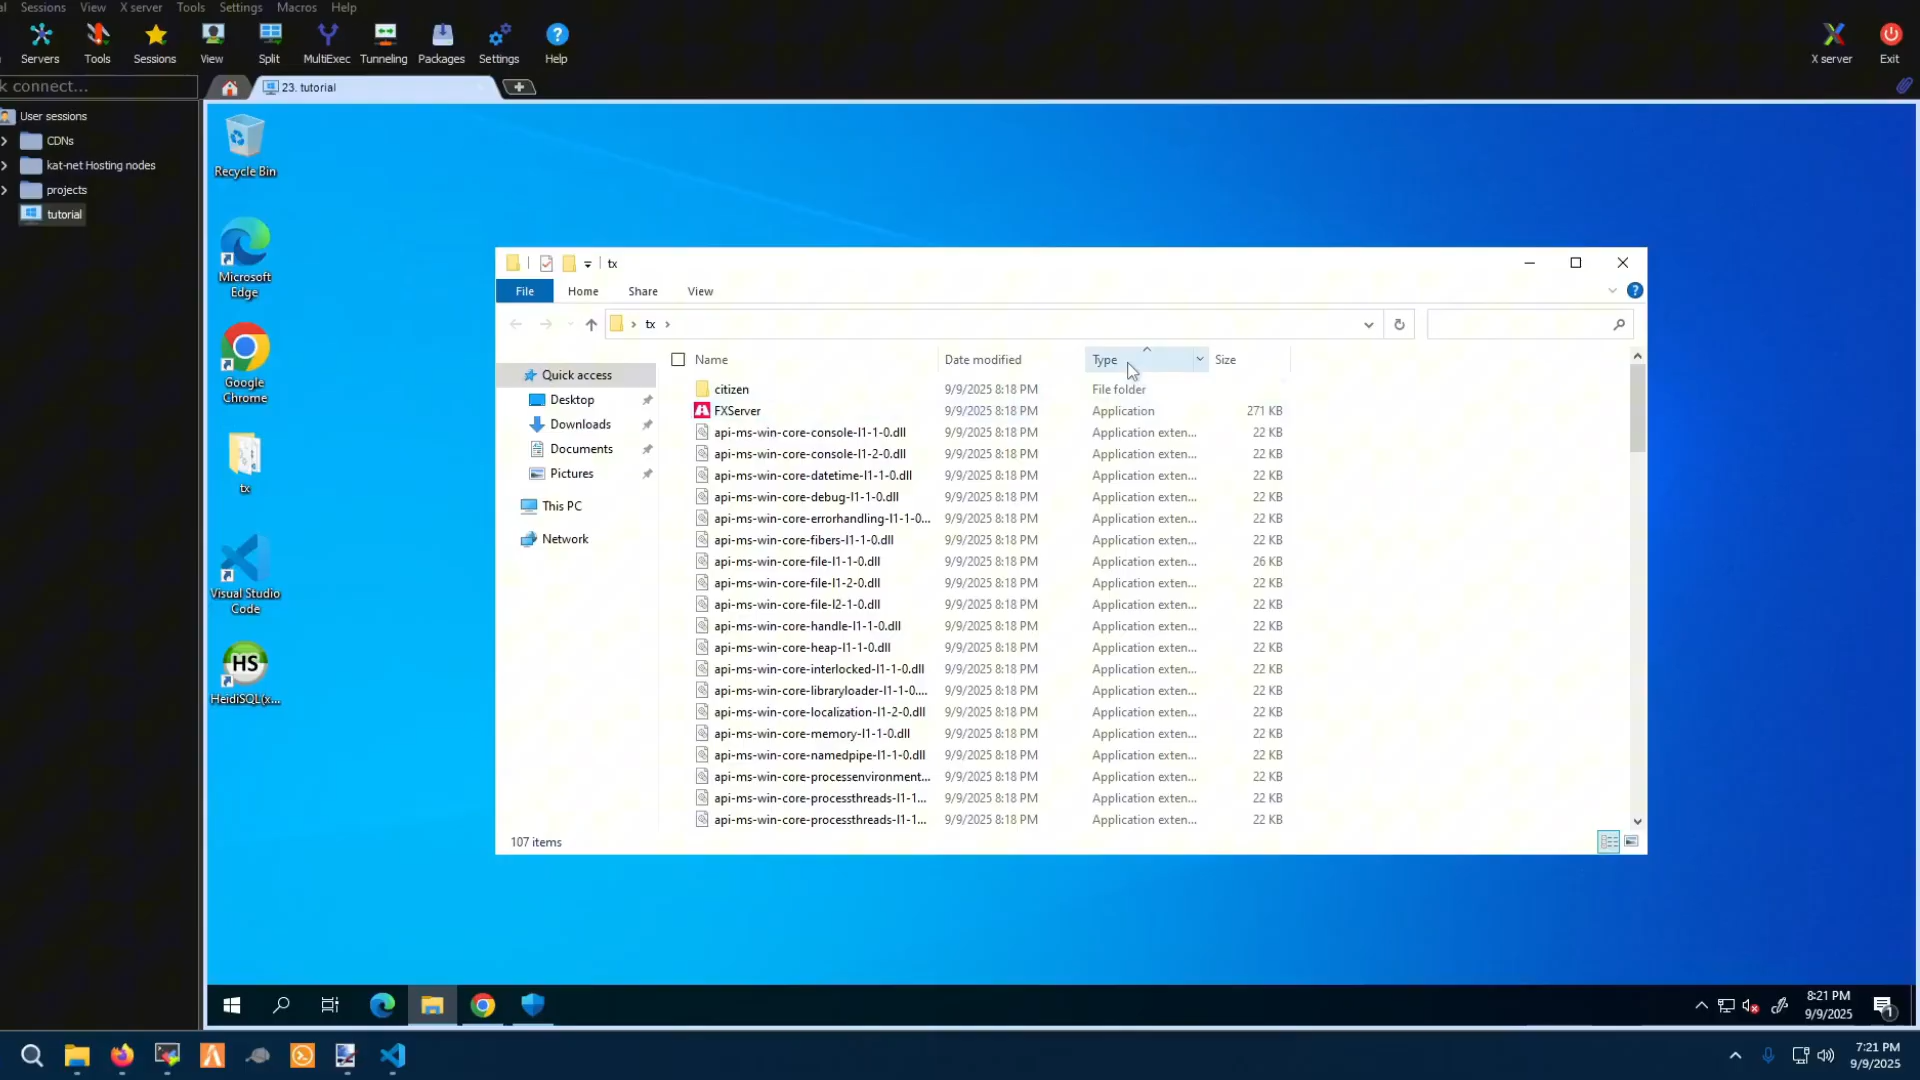 Sessions View X server Tools Settings Macros Help
Servers Tools Sessions View Split MultiExec Tunneling Packages Settings Help X server Exit
k connect...
23. tutorial
User sessions
CDNs
kat-net Hosting nodes
projects
tutorial
Recycle Bin
Microsoft
Edge
Google
Chrome
tx
Visual Studio
Code
HS
HeidiSQL(x...
tx
File Home Share View
tx
Quick access
Desktop
Downloads
Documents
Pictures
This PC
Network
Name Date modified Type Size
citizen 9/9/2025 8:18 PM File folder
FXServer 9/9/2025 8:18 PM Application 271 KB
api-ms-win-core-console-l1-1-0.dll 9/9/2025 8:18 PM Application exten... 22 KB
api-ms-win-core-console-l1-2-0.dll 9/9/2025 8:18 PM Application exten... 22 KB
api-ms-win-core-datetime-l1-1-0.dll 9/9/2025 8:18 PM Application exten... 22 KB
api-ms-win-core-debug-l1-1-0.dll 9/9/2025 8:18 PM Application exten... 22 KB
api-ms-win-core-errorhandling-l1-1-0... 9/9/2025 8:18 PM Application exten... 22 KB
api-ms-win-core-fibers-l1-1-0.dll 9/9/2025 8:18 PM Application exten... 22 KB
api-ms-win-core-file-l1-1-0.dll 9/9/2025 8:18 PM Application exten... 26 KB
api-ms-win-core-file-l1-2-0.dll 9/9/2025 8:18 PM Application exten... 22 KB
api-ms-win-core-file-l2-1-0.dll 9/9/2025 8:18 PM Application exten... 22 KB
api-ms-win-core-handle-l1-1-0.dll 9/9/2025 8:18 PM Application exten... 22 KB
api-ms-win-core-heap-l1-1-0.dll 9/9/2025 8:18 PM Application exten... 22 KB
api-ms-win-core-interlocked-l1-1-0.dll 9/9/2025 8:18 PM Application exten... 22 KB
api-ms-win-core-libraryloader-l1-1-0.... 9/9/2025 8:18 PM Application exten... 22 KB
api-ms-win-core-localization-l1-2-0.dll 9/9/2025 8:18 PM Application exten... 22 KB
api-ms-win-core-memory-l1-1-0.dll 9/9/2025 8:18 PM Application exten... 22 KB
api-ms-win-core-namedpipe-l1-1-0.dll 9/9/2025 8:18 PM Application exten... 22 KB
api-ms-win-core-processenvironment... 9/9/2025 8:18 PM Application exten... 22 KB
api-ms-win-core-processthreads-l1-1... 9/9/2025 8:18 PM Application exten... 22 KB
api-ms-win-core-processthreads-l1-1... 9/9/2025 8:18 PM Application exten... 22 KB
107 items
8:21 PM
9/9/2025
1
7:21 PM
9/9/2025